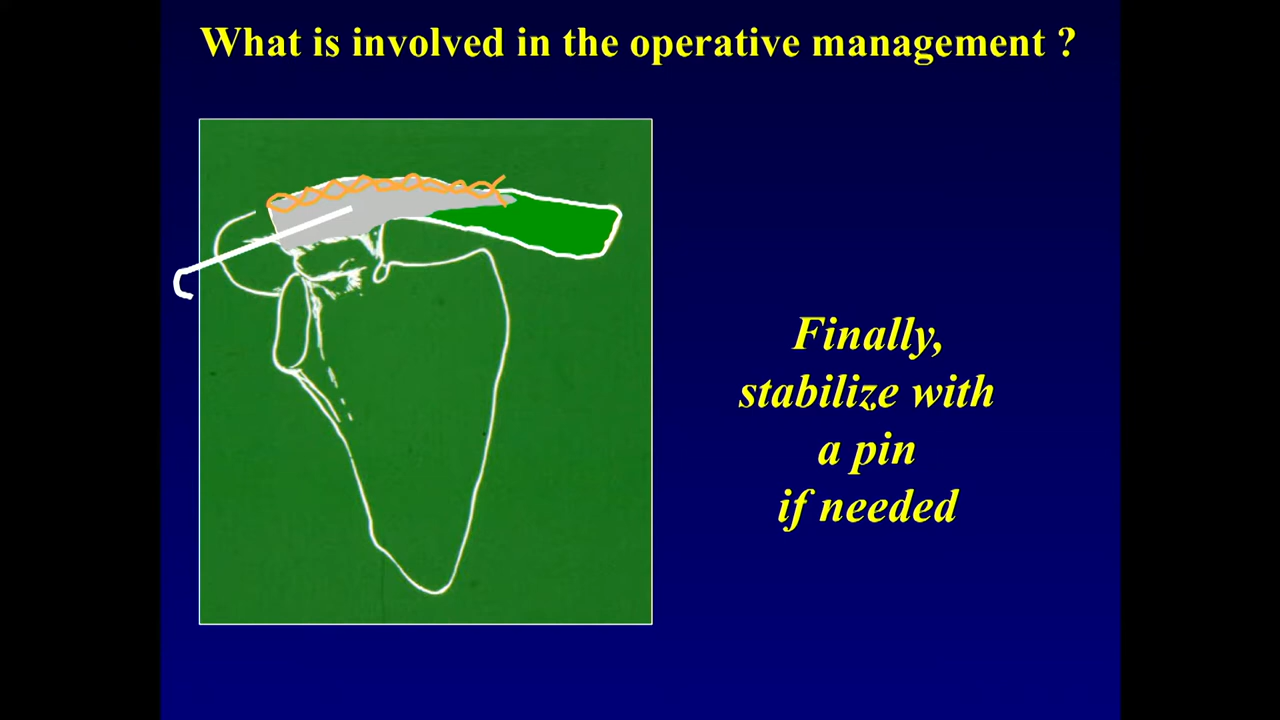 What is involved in the operative management ?
Finally,
stabilize with
a pin
if needed